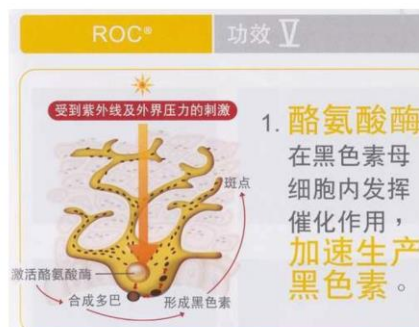 ROC®
功效 V
受到紫外线及外界压力的刺激
斑点
激活酪氨酸酶
合成多巴
形成黑色素
1. 酪氨酸酶
在黑色素母
细胞内发挥
催化作用，
加速生产
黑色素。